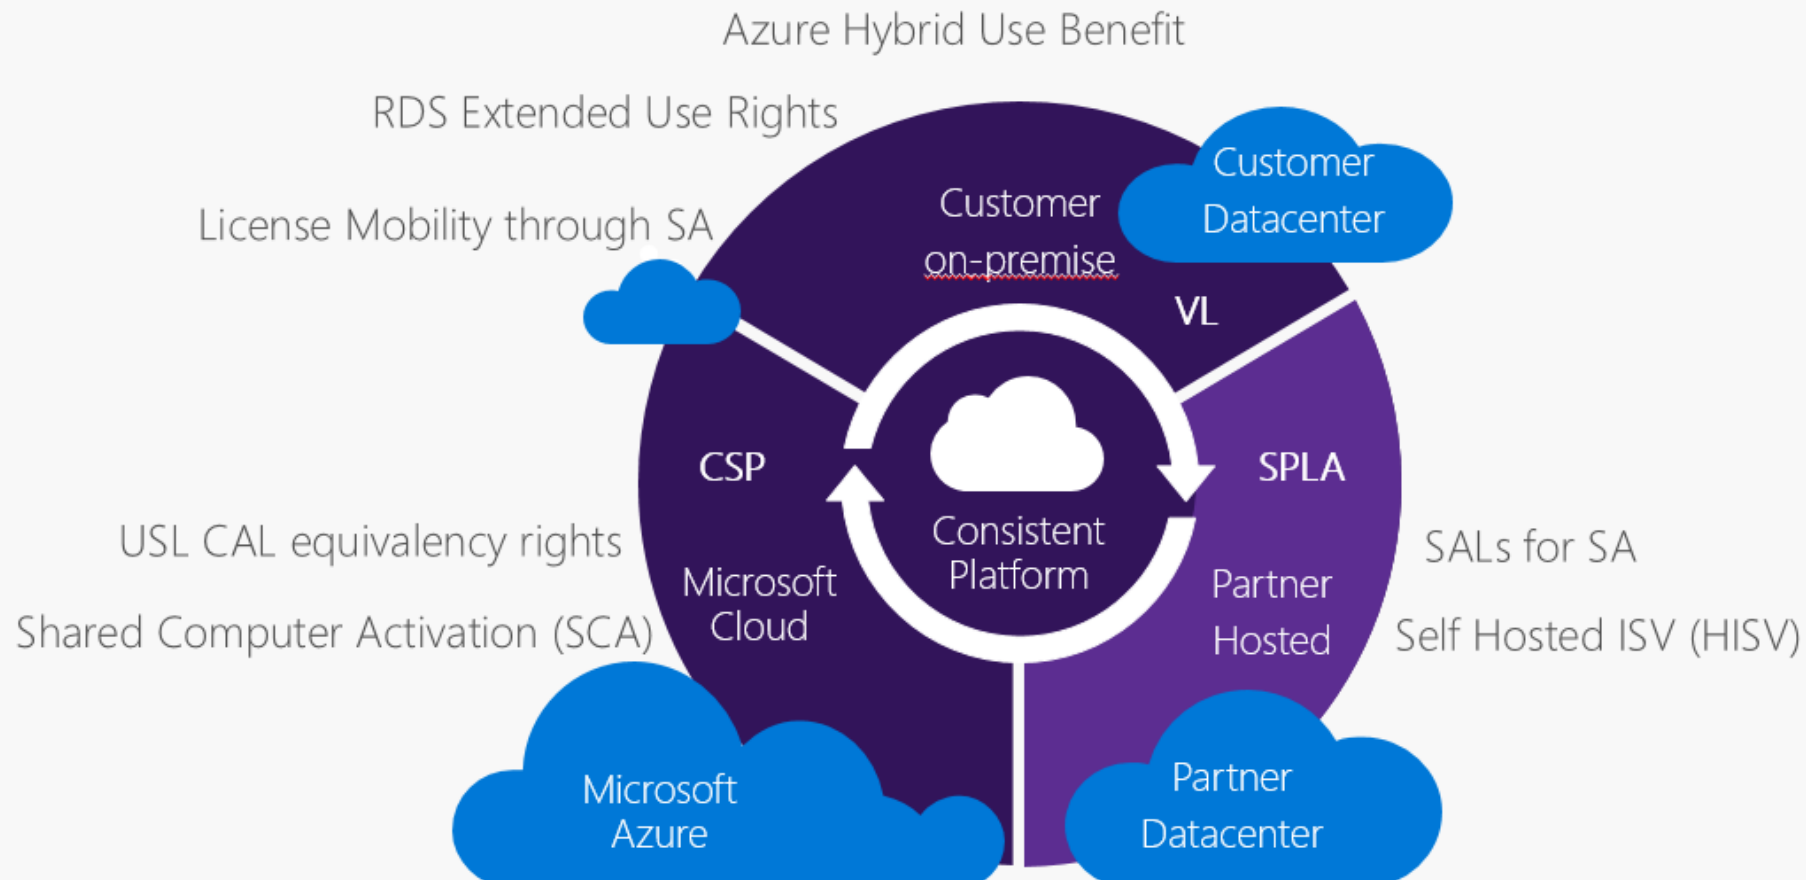 Azure Hybrid Use Benefit
RDS Extended Use Rights
License Mobility through SA
Customer
on-premise
VL
Customer
Datacenter
CSP
Microsoft
Cloud
Consistent
Platform
SPLA
Partner
Hosted
USL CAL equivalency rights
Shared Computer Activation (SCA)
SALs for SA
Self Hosted ISV (HISV)
Microsoft
Azure
Partner
Datacenter